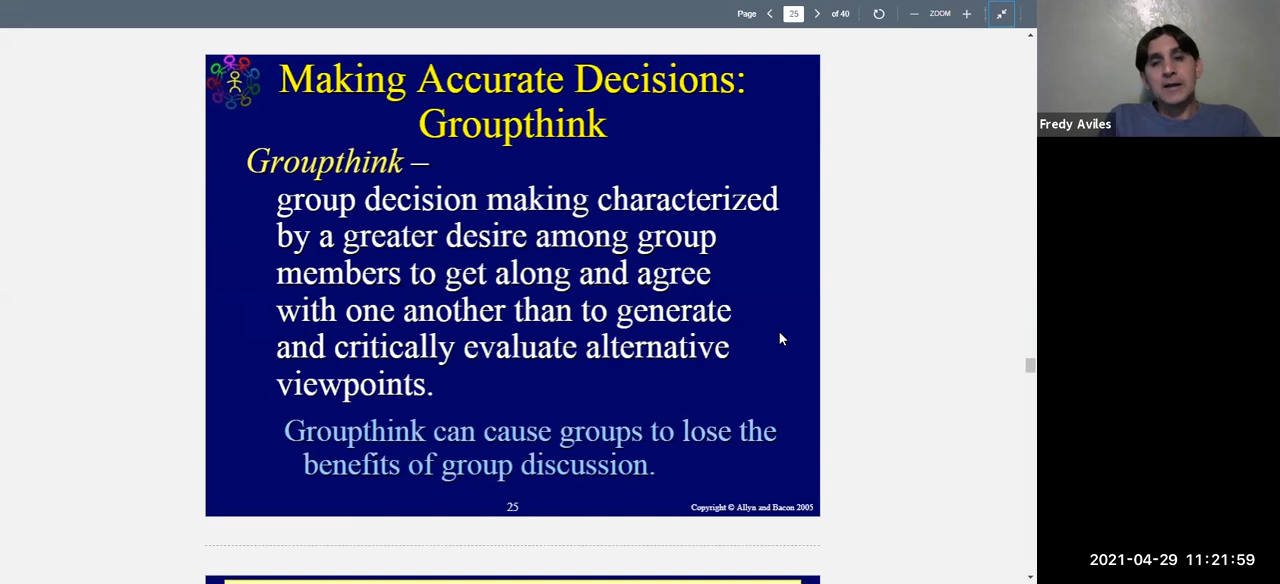 Page 25 of 40 ZOOM
Making Accurate Decisions:
Groupthink
Groupthink –
group decision making characterized
by a greater desire among group
members to get along and agree
with one another than to generate
and critically evaluate alternative
viewpoints.
Groupthink can cause groups to lose the
benefits of group discussion.
25
Copyright © Allyn and Bacon 2005
Fredy Aviles
2021-04-29 11:21:59